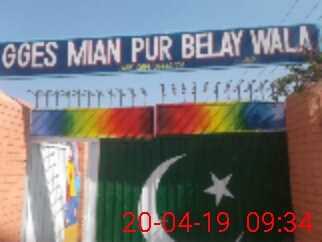 GGES MIAN PUR BELAY WALA
20-04-19 09:34